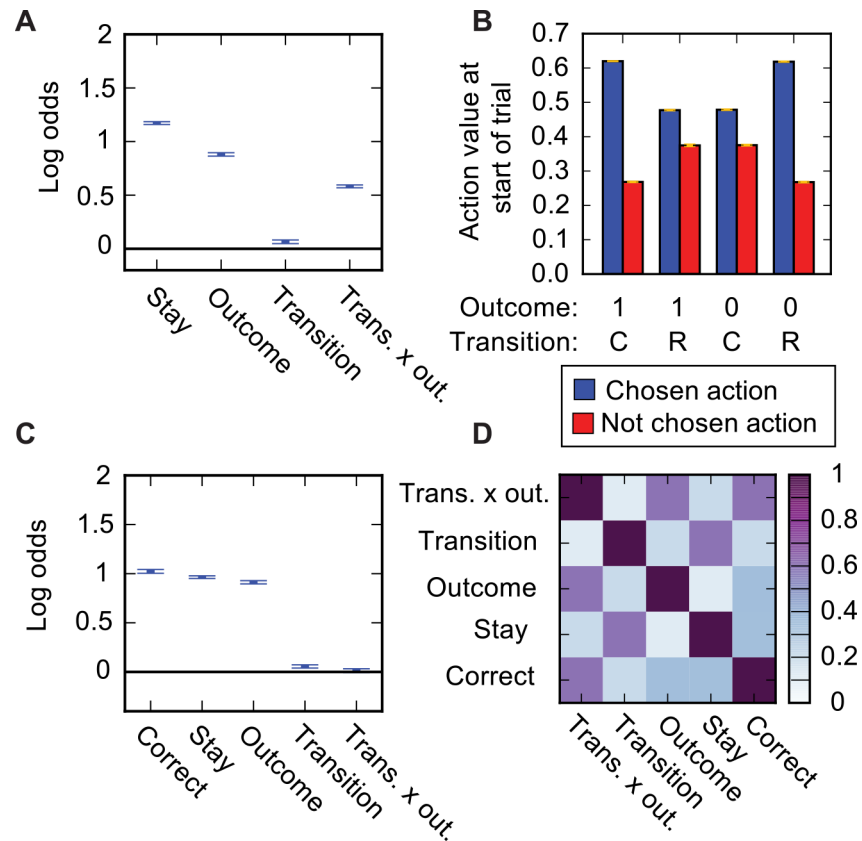 A
2
1.5
1
0.5
0
Log odds
Stay
Outcome
Transition
Trans. x out.
B
0.7
0.6
0.5
0.4
0.3
0.2
0.1
0.0
Action value at
start of trial
Outcome: 1 1 0 0
Transition: C R C R
Chosen action
Not chosen action
C
2
1.5
1
0.5
0
Log odds
Correct
Stay
Outcome
Transition
Trans. x out.
D
Trans. x out.
Transition
Outcome
Stay
Correct
Trans. x out.
Transition
Outcome
Stay
Correct
1
0.8
0.6
0.4
0.2
0